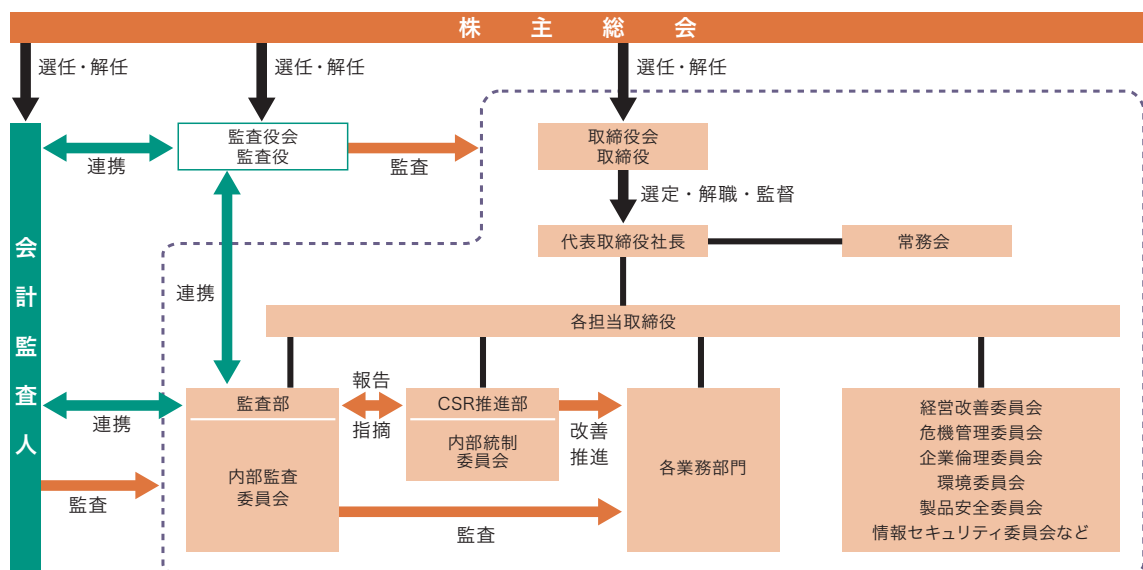 株主総会
選任・解任
選任・解任
選任・解任
会計監査人
連携
監査役会
監査役
監査
取締役会
取締役
選定・解職・監督
代表取締役社長
常務会
連携
各担当取締役
連携
監査部
内部監査
委員会
報告
指摘
CSR推進部
内部統制
委員会
改善
推進
各業務部門
経営改善委員会
危機管理委員会
企業倫理委員会
環境委員会
製品安全委員会
情報セキュリティ委員会など
監査
監査